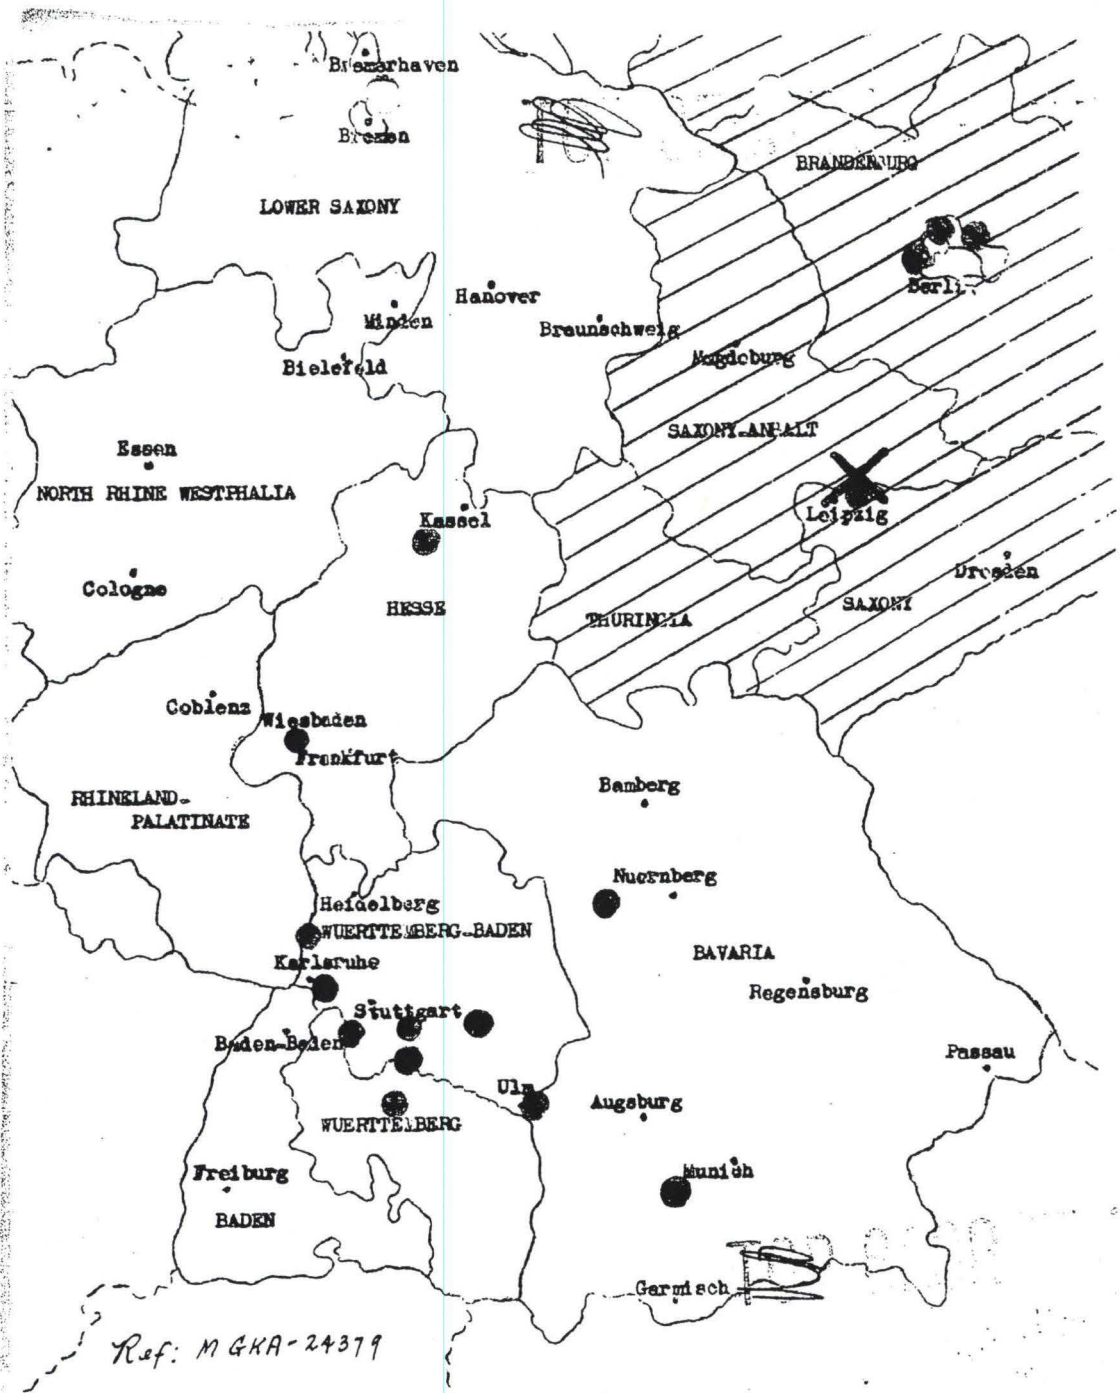 Bremerhaven
Bremen
BRANDENBURG
LOWER SAXONY
Berlin
Hanover
Minden
Braunschweig
Magdeburg
Bielefeld
SAXONY-ANHALT
Essen
NORTH RHINE WESTPHALIA
Leipzig
Kassel
Dresden
Cologne
HESSE
SAXONY
THURINGIA
Coblenz
Wiesbaden
Frankfurt
Bamberg
RHINELAND-
PALATINATE
Nuernberg
Heidelberg
WUERTTEMBERG-BADEN
BAVARIA
Karlsruhe
Regensburg
Stuttgart
Baden-Baden
Passau
Ulm
Augsburg
WUERTTEMBERG
Freiburg
Munich
BADEN
Garmisch
Ref: MGKA-24379